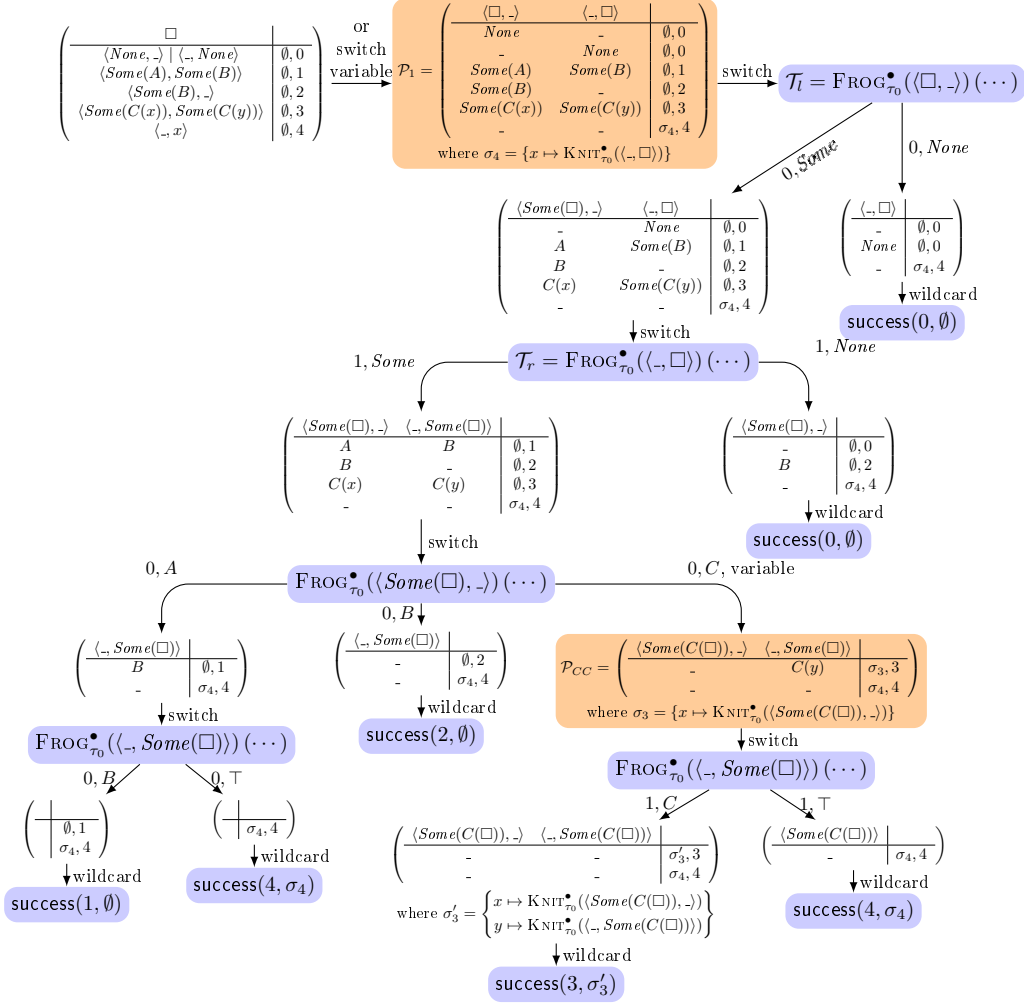 □
⟨None, _⟩ | ⟨_, None⟩ ∅, 0
⟨Some(A), Some(B)⟩ ∅, 1
⟨Some(B), _⟩ ∅, 2
⟨Some(C(x)), Some(C(y))⟩ ∅, 3
⟨_, x⟩ ∅, 4
or
switch
variable
𝒫₁ =
⟨□, _⟩ ⟨_, □⟩
None _ ∅, 0
_ None ∅, 0
Some(A) Some(B) ∅, 1
Some(B) _ ∅, 2
Some(C(x)) Some(C(y)) ∅, 3
_ _ σ₄, 4
where σ₄ = {x ↦ KNIT•τ₀(⟨_, □⟩)}
switch
𝒯ₗ = FROG•τ₀(⟨□, _⟩) (···)
0, Some
0, None
⟨Some(□), _⟩ ⟨_, □⟩
_ None ∅, 0
A Some(B) ∅, 1
B _ ∅, 2
C(x) Some(C(y)) ∅, 3
_ _ σ₄, 4
⟨_, □⟩
_ ∅, 0
None ∅, 0
_ σ₄, 4
wildcard
success(0, ∅)
switch
𝒯ᵣ = FROG•τ₀(⟨_, □⟩) (···)
1, Some
1, None
⟨Some(□), _⟩ ⟨_, Some(□)⟩
A B ∅, 1
B _ ∅, 2
C(x) C(y) ∅, 3
_ _ σ₄, 4
⟨Some(□), _⟩
_ ∅, 0
B ∅, 2
_ σ₄, 4
wildcard
success(0, ∅)
switch
FROG•τ₀(⟨Some(□), _⟩) (···)
0, A
0, B
0, C, variable
⟨_, Some(□)⟩
B ∅, 1
_ σ₄, 4
⟨_, Some(□)⟩
_ ∅, 2
_ σ₄, 4
𝒫CC =
⟨Some(C(□)), _⟩ ⟨_, Some(□)⟩
_ C(y) σ₃, 3
_ _ σ₄, 4
where σ₃ = {x ↦ KNIT•τ₀(⟨Some(C(□)), _⟩)}
switch
wildcard
success(2, ∅)
switch
FROG•τ₀(⟨_, Some(□)⟩) (···)
FROG•τ₀(⟨_, Some(□)⟩) (···)
0, B
0, ⊤
1, C
1, ⊤
∅, 1
σ₄, 4
σ₄, 4
⟨Some(C(□)), _⟩ ⟨_, Some(C(□))⟩
_ _ σ′₃, 3
_ _ σ₄, 4
where σ′₃ = {
x ↦ KNIT•τ₀(⟨Some(C(□)), _⟩)
y ↦ KNIT•τ₀(⟨_, Some(C(□))⟩)
}
⟨Some(C(□))⟩
_ σ₄, 4
wildcard
success(1, ∅)
wildcard
success(4, σ₄)
wildcard
success(4, σ₄)
wildcard
success(3, σ′₃)